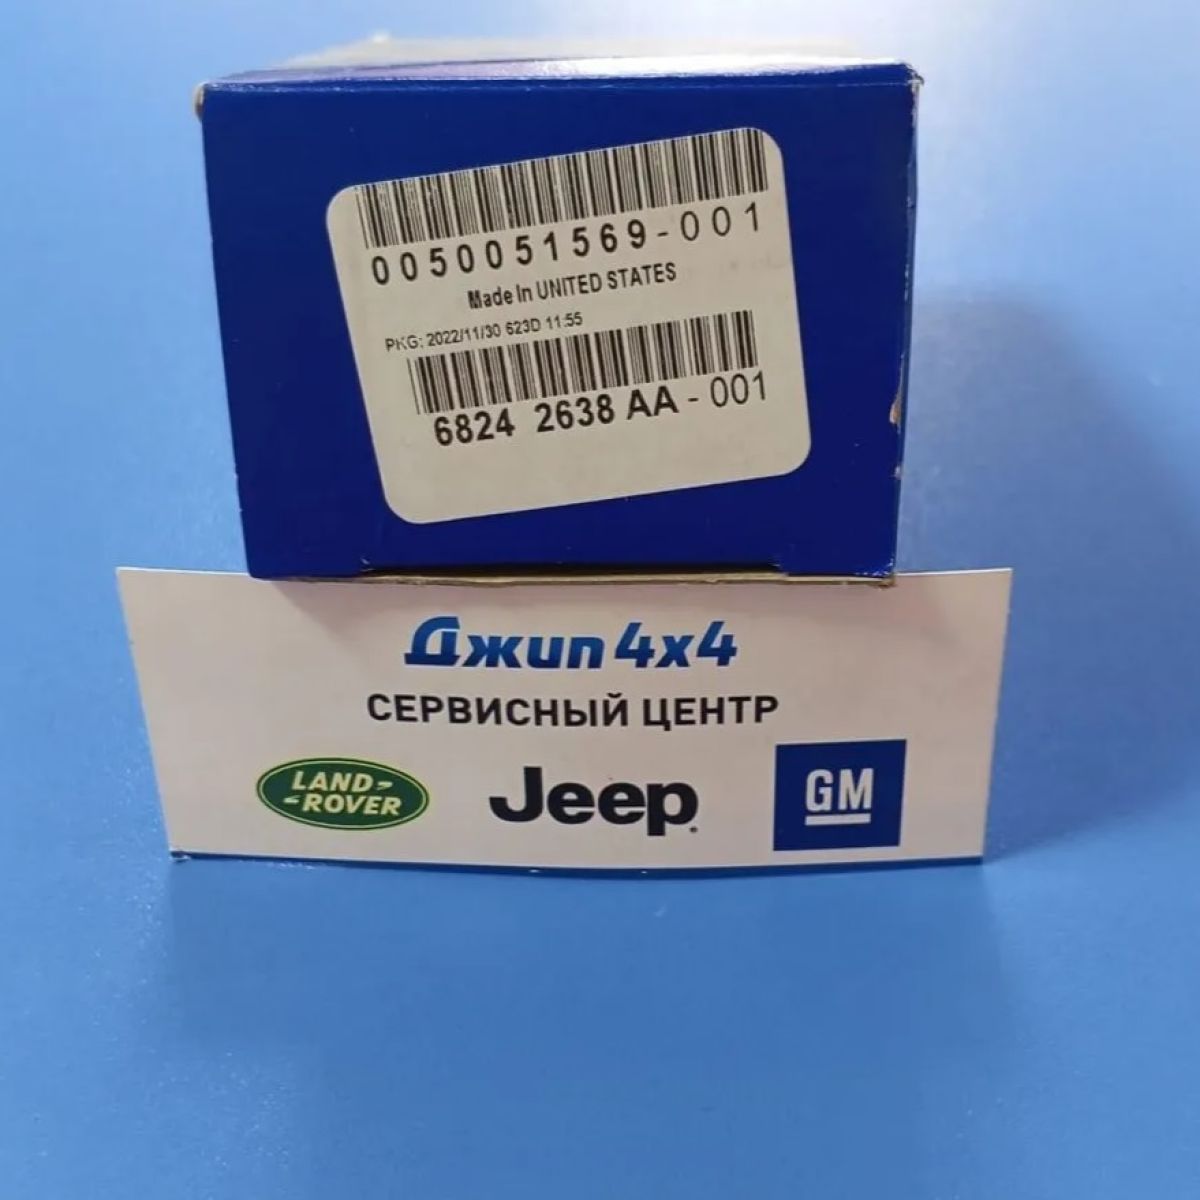 0050051569-001
Made In UNITED STATES
PKG: 2022/11/30 623D 11:55
6824 2638 AA - 001
Джип 4x4
СЕРВИСНЫЙ ЦЕНТР
LAND-
-ROVER
Jeep
GM